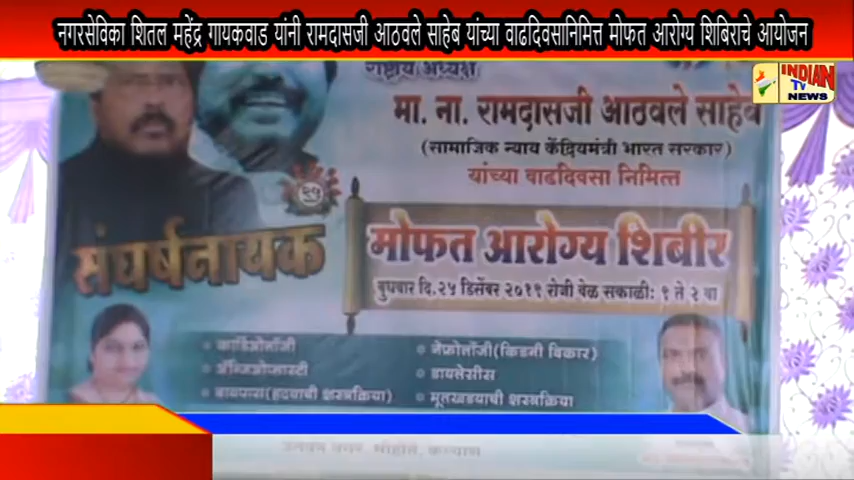 नगरसेविका शितल महेंद्र गायकवाड यांनी रामदासजी आठवले साहेब यांच्या वाढदिवसानिमित्त मोफत आरोग्य शिबिराचे आयोजन
INDIAN
TV
NEWS
राष्ट्रीय अध्यक्ष
मा. ना. रामदासजी आठवले साहेब
(सामाजिक न्याय केंद्रियमंत्री भारत सरकार)
यांच्या वाढदिवसा निमित्त
संघर्षनायक
मोफत आरोग्य शिबीर
बुधवार दि.२५ डिसेंबर २०१९ रोजी वेळ सकाळी: ९ ते २ वा
कार्डिओलॉजी
ॲन्जिओप्लास्टी
बायपास(हृदयाची शस्त्रक्रिया)
नेफ्रोलॉजी(किडनी विकार)
डायलेसीस
मूतखडयाची शस्त्रक्रिया